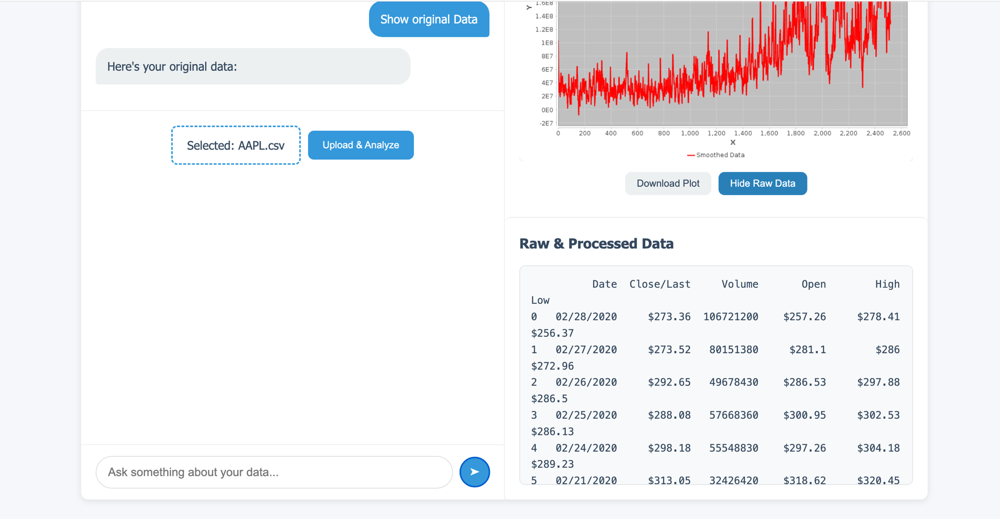 Show original Data
Here's your original data:
Selected: AAPL.csv
Upload & Analyze
Ask something about your data...
Y
1.6E8
1.4E8
1.2E8
1E8
8E7
6E7
4E7
2E7
0E0
-2E7
0 200 400 600 800 1,000 1,200 1,400 1,600 1,800 2,000 2,200 2,400 2,600
X
Smoothed Data
Download Plot
Hide Raw Data
Raw & Processed Data
Date Close/Last Volume Open High
Low
0 02/28/2020 $273.36 106721200 $257.26 $278.41
$256.37
1 02/27/2020 $273.52 80151380 $281.1 $286
$272.96
2 02/26/2020 $292.65 49678430 $286.53 $297.88
$286.5
3 02/25/2020 $288.08 57668360 $300.95 $302.53
$286.13
4 02/24/2020 $298.18 55548830 $297.26 $304.18
$289.23
5 02/21/2020 $313.05 32426420 $318.62 $320.45